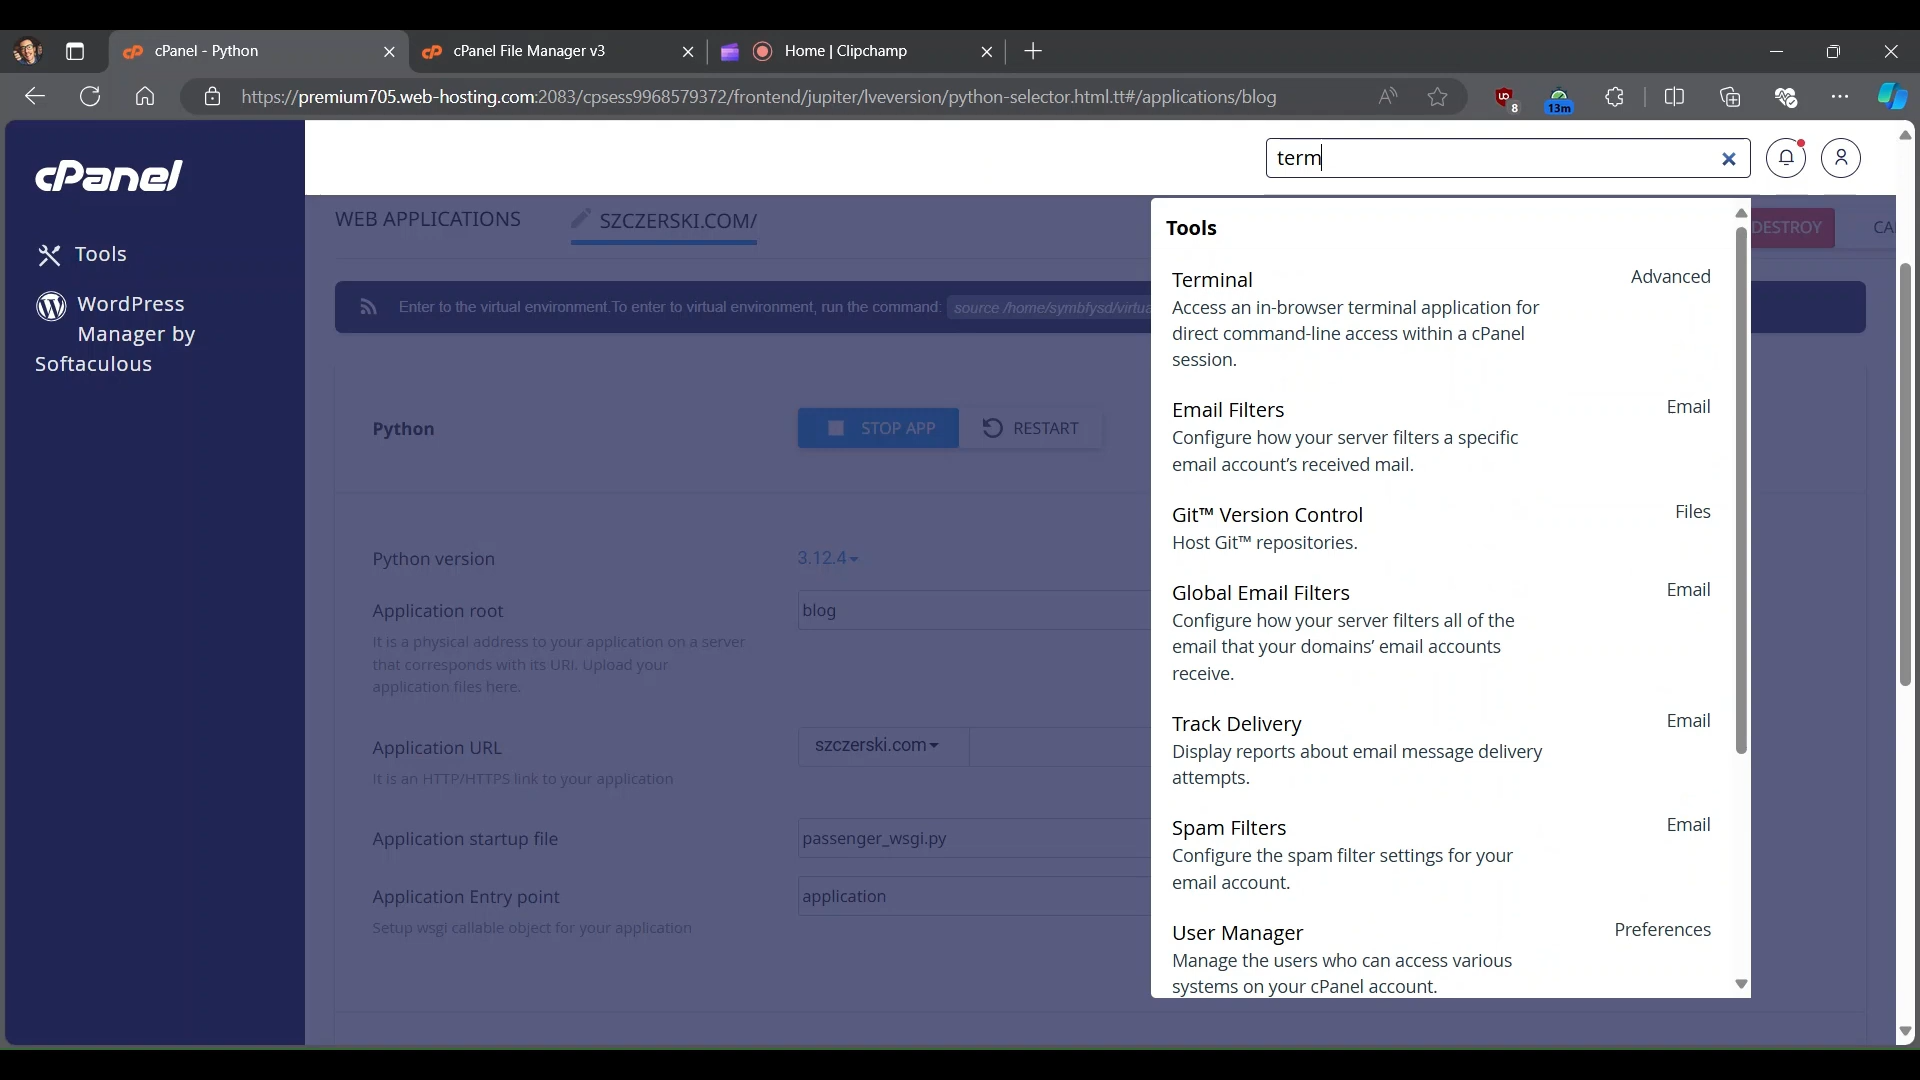 cPanel - Python
cPanel File Manager v3
Home | Clipchamp
https://premium705.web-hosting.com:2083/cpsess9968579372/frontend/jupiter/lveversion/python-selector.html.tt#/applications/blog
8
13m
cPanel
term
Tools
WordPress
Manager by
Softaculous
WEB APPLICATIONS
SZCZERSKI.COM/
DESTROY
CA
Enter to the virtual environment.To enter to virtual environment, run the command: source /home/symbfysd/virtua
Python
STOP APP
RESTART
Python version
3.12.4
Application root
blog
It is a physical address to your application on a server
that corresponds with its URI. Upload your
application files here.
Application URL
szczerski.com
It is an HTTP/HTTPS link to your application
Application startup file
passenger_wsgi.py
Application Entry point
application
Setup wsgi callable object for your application
Tools
Terminal
Advanced
Access an in-browser terminal application for
direct command-line access within a cPanel
session.
Email Filters
Email
Configure how your server filters a specific
email account’s received mail.
Git™ Version Control
Files
Host Git™ repositories.
Global Email Filters
Email
Configure how your server filters all of the
email that your domains’ email accounts
receive.
Track Delivery
Email
Display reports about email message delivery
attempts.
Spam Filters
Email
Configure the spam filter settings for your
email account.
User Manager
Preferences
Manage the users who can access various
systems on your cPanel account.